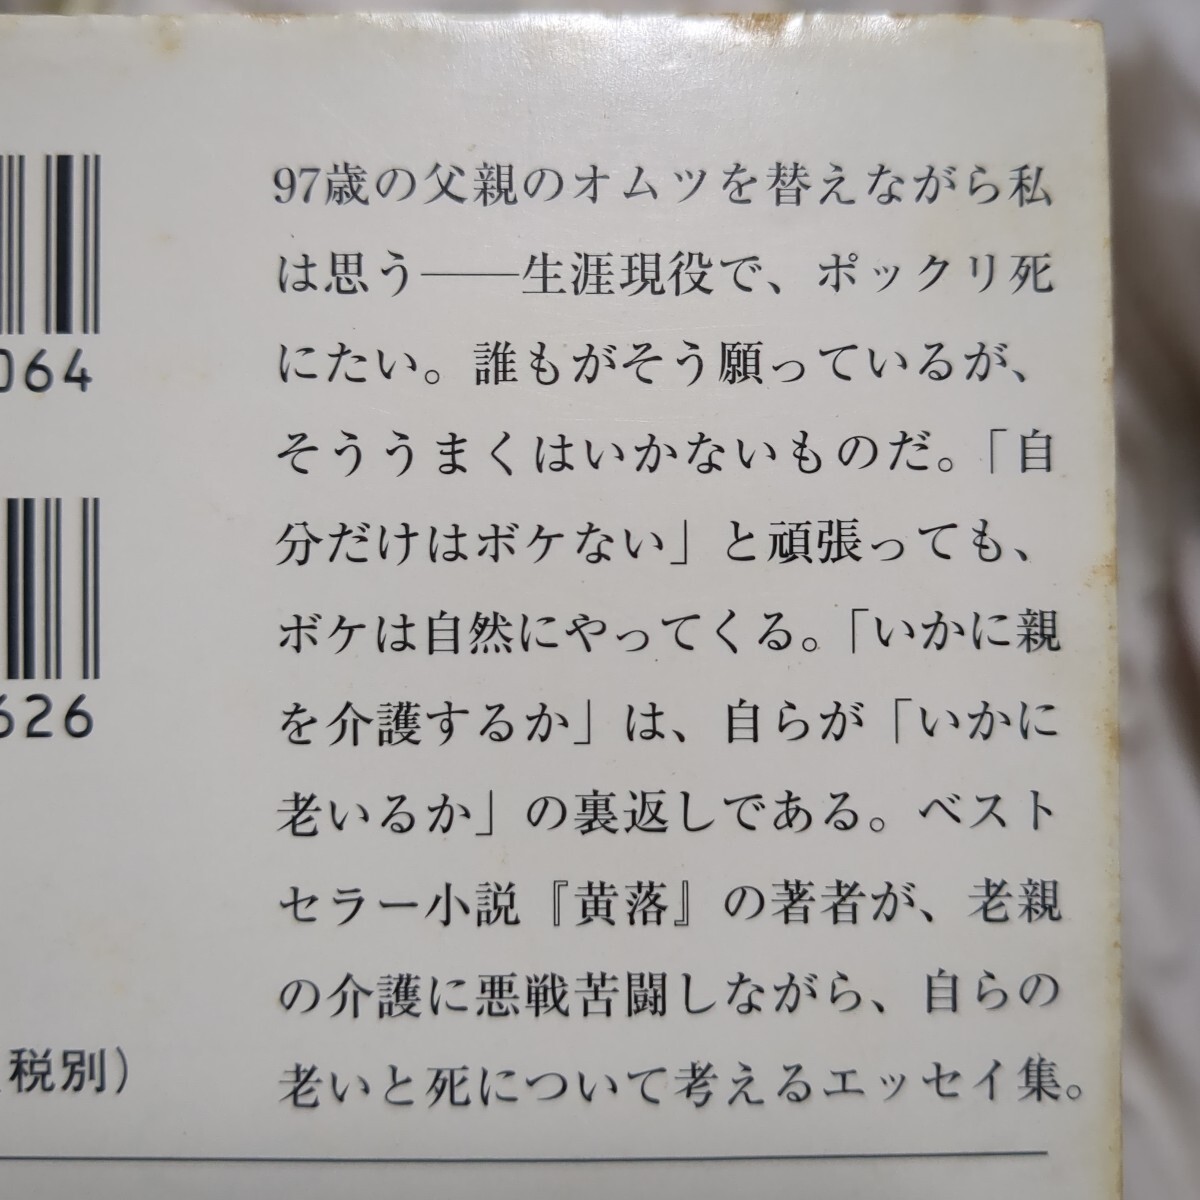 97歳の父親のオムツを替えながら私
は思う――生涯現役で、ポックリ死
にたい。誰もがそう願っているが、
そううまくはいかないものだ。「自
分だけはボケない」と頑張っても、
ボケは自然にやってくる。「いかに親
を介護するか」は、自らが「いかに
老いるか」の裏返しである。ベスト
セラー小説『黄落』の著者が、老親
の介護に悪戦苦闘しながら、自らの
老いと死について考えるエッセイ集。
064
626
税別)